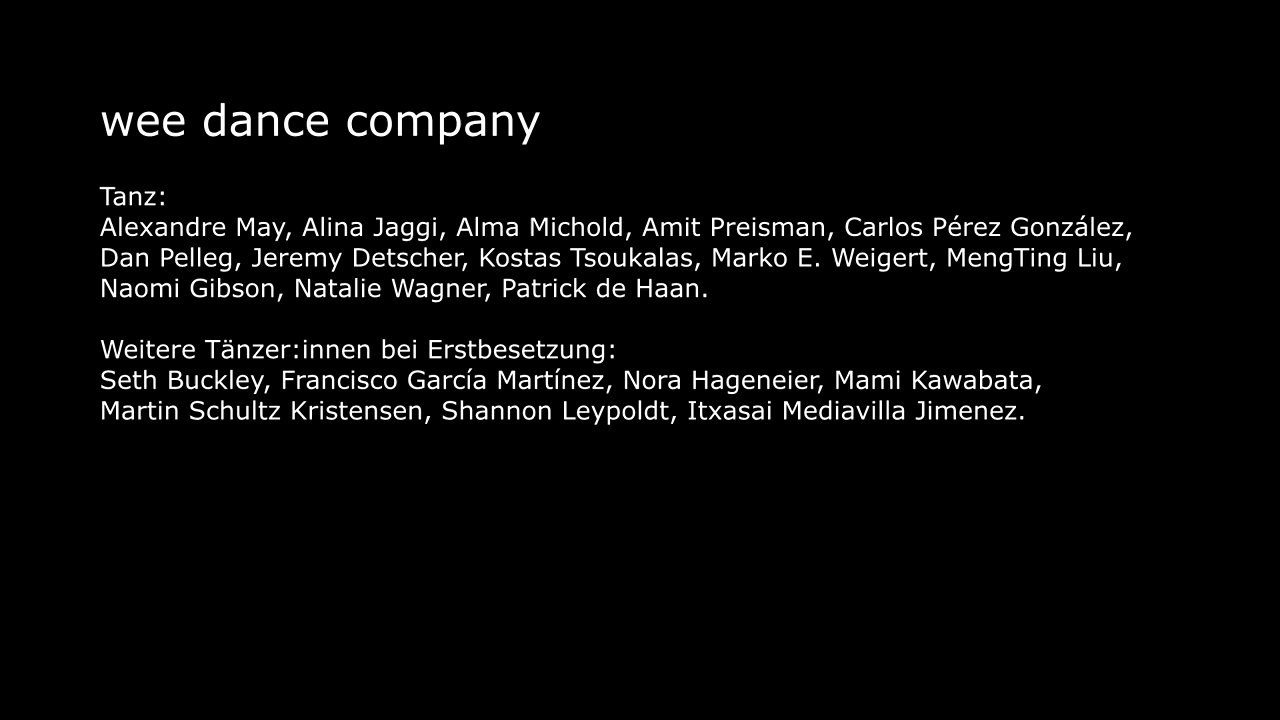 wee dance company
Tanz:
Alexandre May, Alina Jaggi, Alma Michold, Amit Preisman, Carlos Pérez González,
Dan Pelleg, Jeremy Detscher, Kostas Tsoukalas, Marko E. Weigert, MengTing Liu,
Naomi Gibson, Natalie Wagner, Patrick de Haan.
Weitere Tänzer:innen bei Erstbesetzung:
Seth Buckley, Francisco García Martínez, Nora Hageneier, Mami Kawabata,
Martin Schultz Kristensen, Shannon Leypoldt, Itxasai Mediavilla Jimenez.